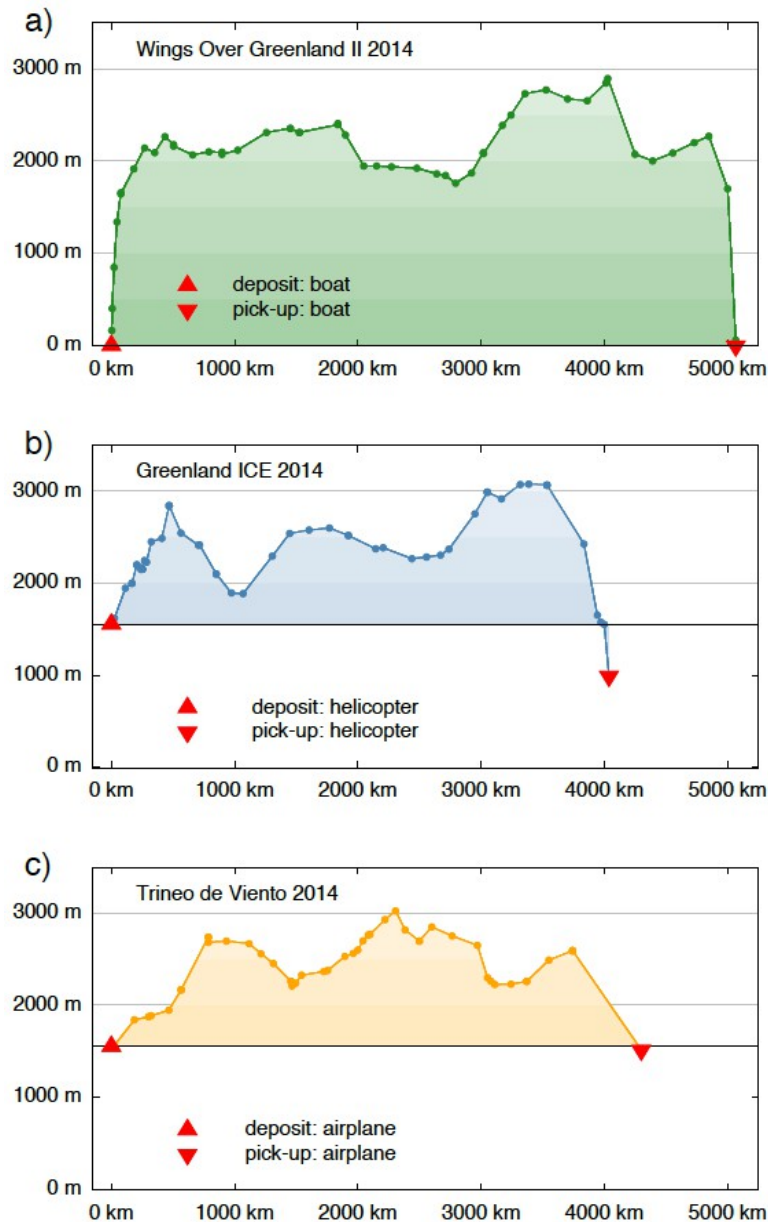 a)
Wings Over Greenland II 2014
3000 m
2000 m
1000 m
0 m
deposit: boat
pick-up: boat
0 km 1000 km 2000 km 3000 km 4000 km 5000 km
b)
Greenland ICE 2014
3000 m
2000 m
1000 m
0 m
deposit: helicopter
pick-up: helicopter
0 km 1000 km 2000 km 3000 km 4000 km 5000 km
c)
Trineo de Viento 2014
3000 m
2000 m
1000 m
0 m
deposit: airplane
pick-up: airplane
0 km 1000 km 2000 km 3000 km 4000 km 5000 km